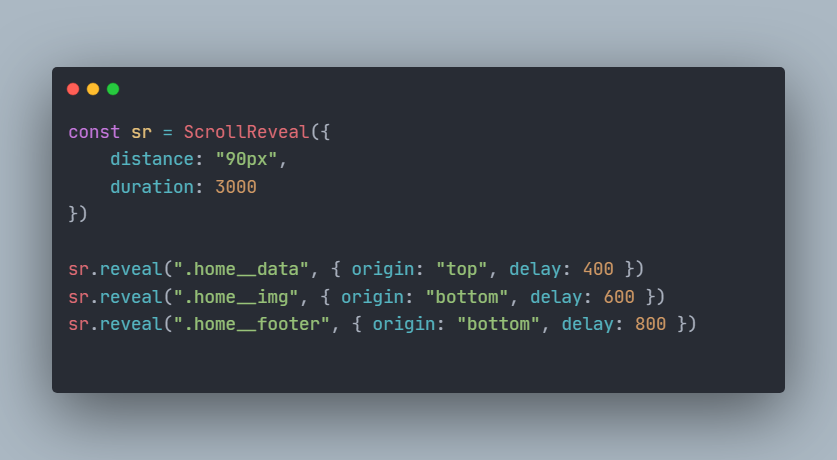 const sr = ScrollReveal({
    distance: "90px",
    duration: 3000
})

sr.reveal(".home__data", { origin: "top", delay: 400 })
sr.reveal(".home__img", { origin: "bottom", delay: 600 })
sr.reveal(".home__footer", { origin: "bottom", delay: 800 })